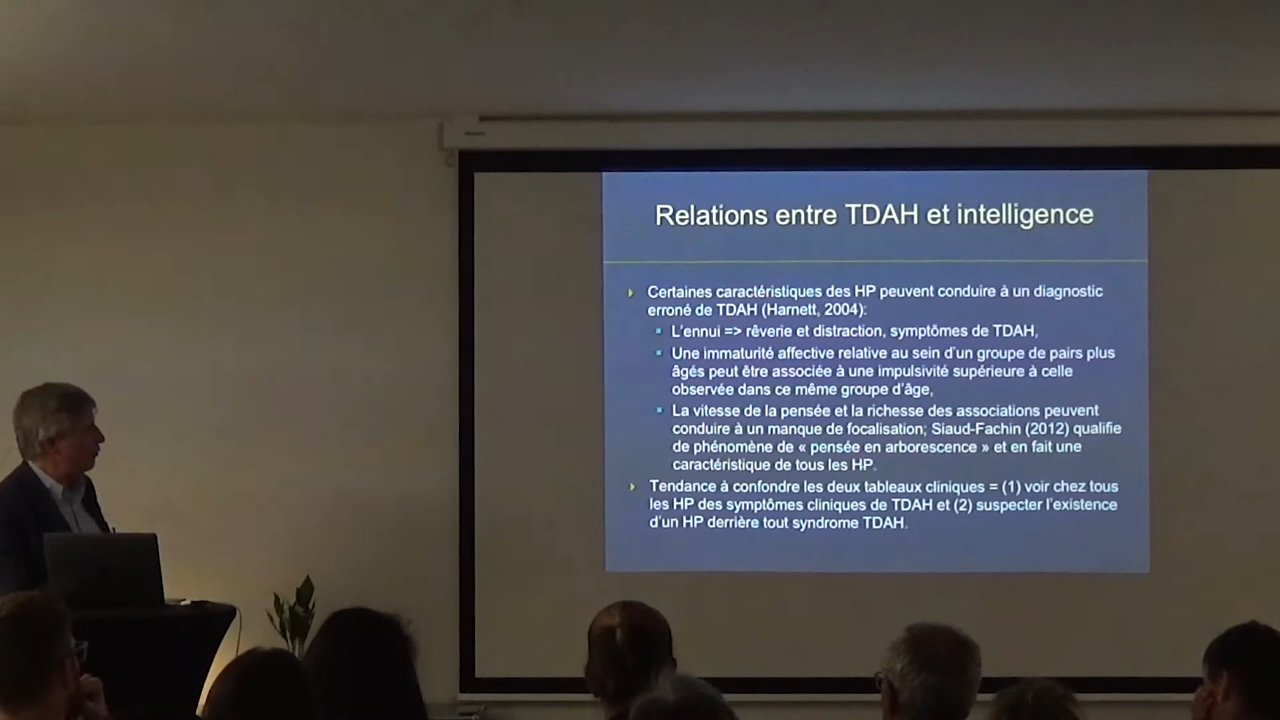 Relations entre TDAH et intelligence
Certaines caractéristiques des HP peuvent conduire à un diagnostic
erroné de TDAH (Harnett, 2004):
L'ennui => rêverie et distraction, symptômes de TDAH,
Une immaturité affective relative au sein d'un groupe de pairs plus
âgés peut être associée à une impulsivité supérieure à celle
observée dans ce même groupe d'âge,
La vitesse de la pensée et la richesse des associations peuvent
conduire à un manque de focalisation; Siaud-Fachin (2012) qualifie
de phénomène de « pensée en arborescence » et en fait une
caractéristique de tous les HP.
Tendance à confondre les deux tableaux cliniques = (1) voir chez tous
les HP des symptômes cliniques de TDAH et (2) suspecter l'existence
d'un HP derrière tout syndrome TDAH.